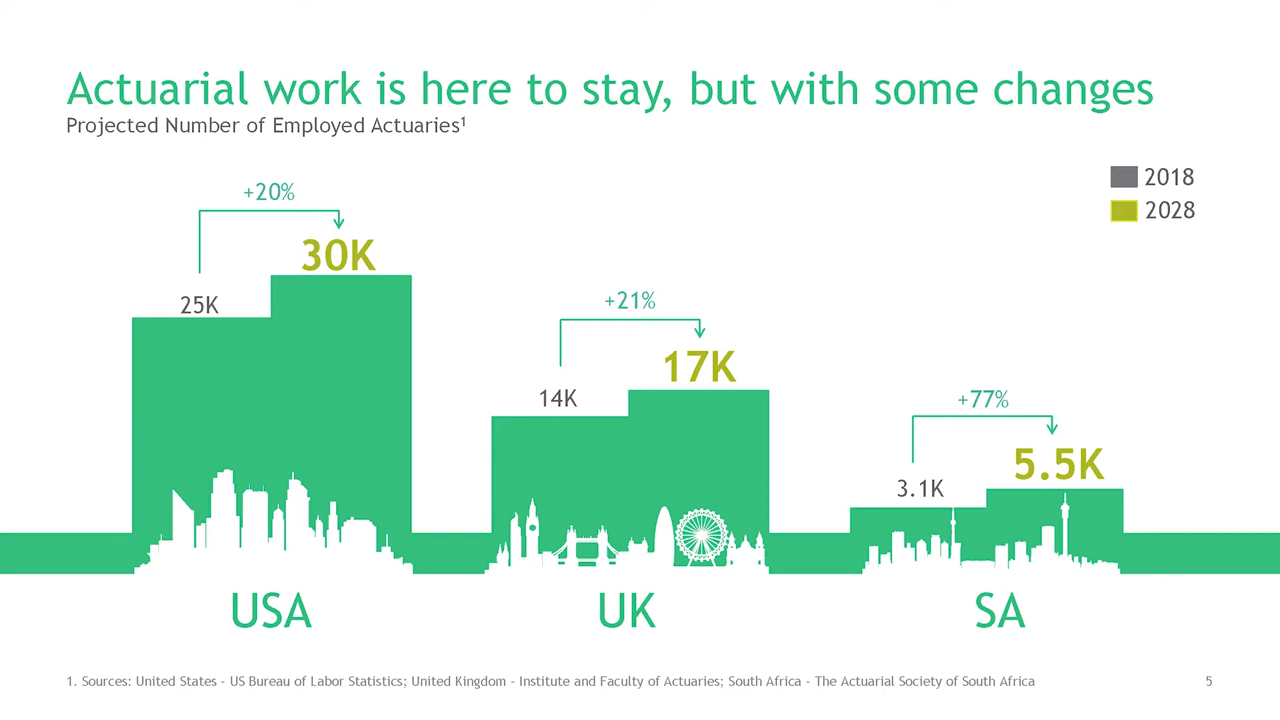 Actuarial work is here to stay, but with some changes
Projected Number of Employed Actuaries¹
2018
2028
+20%
30K
25K
+21%
17K
14K
+77%
5.5K
3.1K
USA
UK
SA
1. Sources: United States - US Bureau of Labor Statistics; United Kingdom - Institute and Faculty of Actuaries; South Africa - The Actuarial Society of South Africa
5